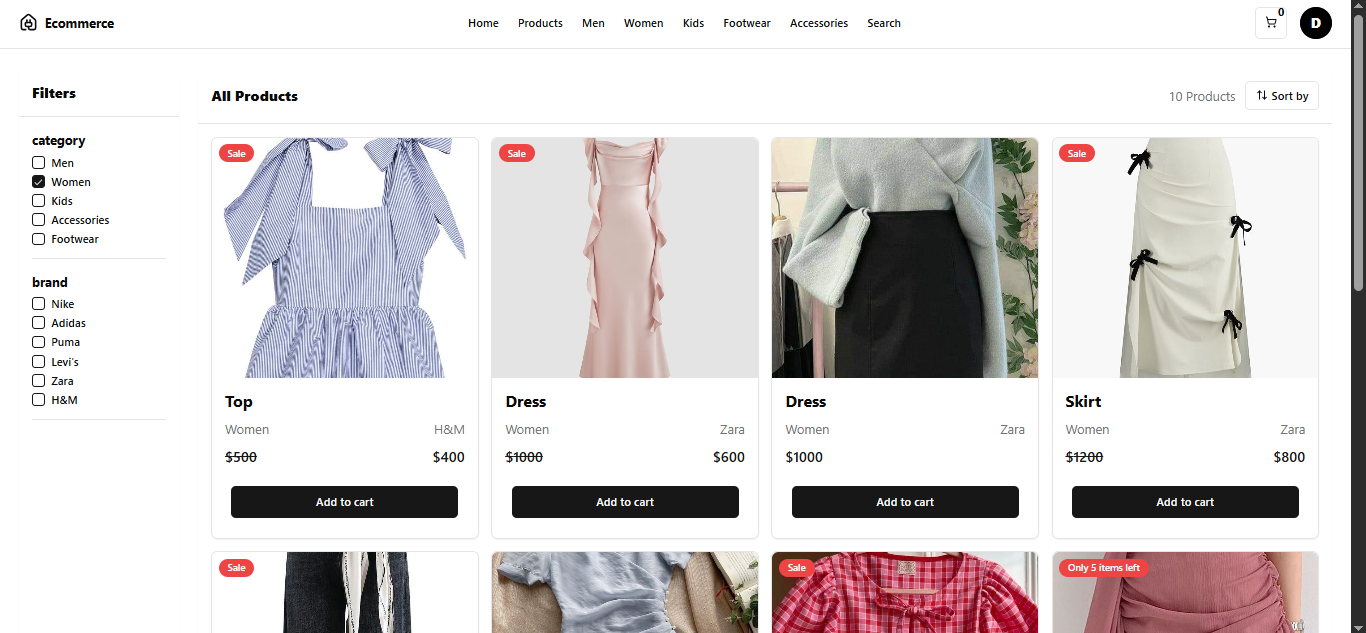 Ecommerce
Home Products Men Women Kids Footwear Accessories Search
0
D
Filters
category
Men
Women
Kids
Accessories
Footwear
brand
Nike
Adidas
Puma
Levi's
Zara
H&M
All Products
10 Products
Sort by
Sale
Top
Women H&M
$500 $400
Add to cart
Sale
Dress
Women Zara
$1000 $600
Add to cart
Dress
Women Zara
$1000
Add to cart
Sale
Skirt
Women Zara
$1200 $800
Add to cart
Sale
Sale
Only 5 items left